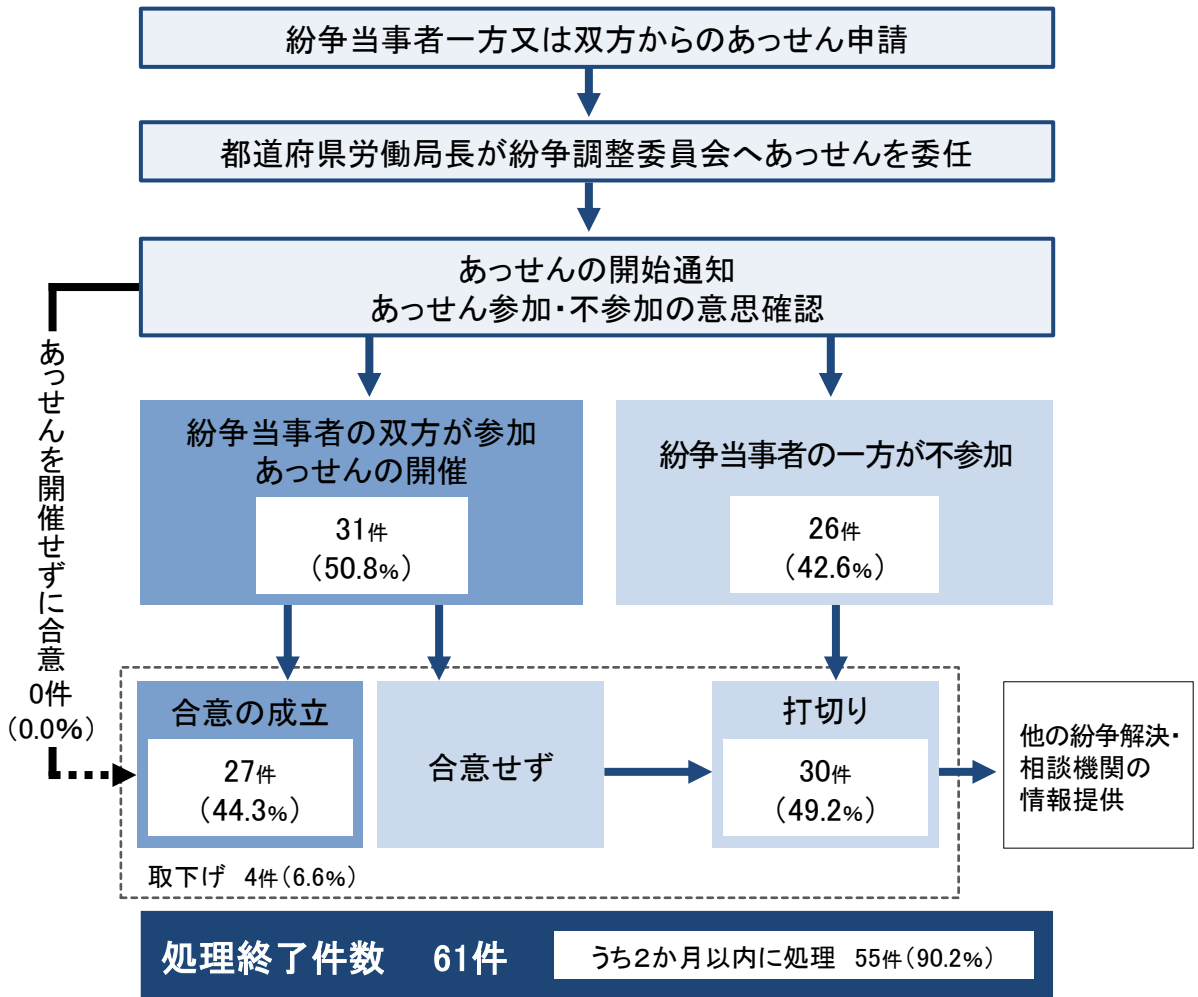 紛争当事者一方又は双方からのあっせん申請
都道府県労働局長が紛争調整委員会へあっせんを委任
あっせんの開始通知
あっせん参加・不参加の意思確認
あっせんを開催せずに合意
0件
(0.0%)
紛争当事者の双方が参加
あっせんの開催
31件
(50.8%)
紛争当事者の一方が不参加
26件
(42.6%)
合意の成立
27件
(44.3%)
合意せず
打切り
30件
(49.2%)
他の紛争解決・
相談機関の
情報提供
取下げ 4件(6.6%)
処理終了件数 61件
うち2か月以内に処理 55件(90.2%)